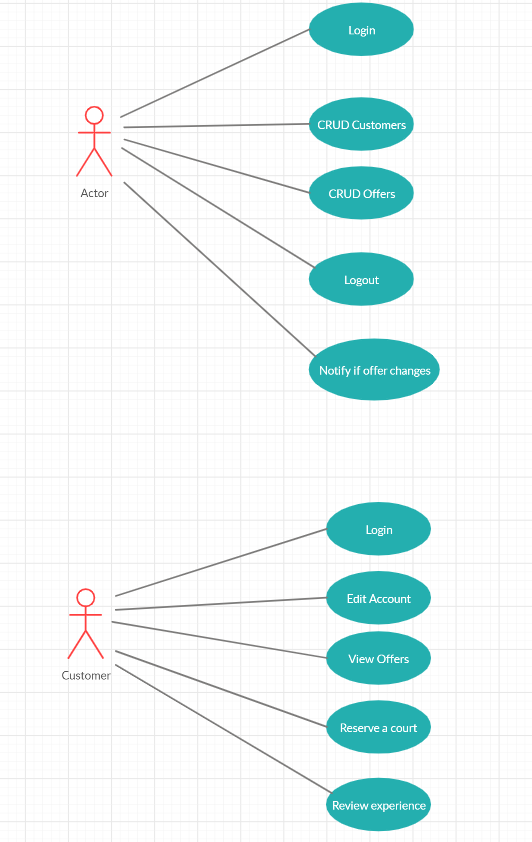 Login
CRUD Customers
Actor
CRUD Offers
Logout
Notify if offer changes
Login
Edit Account
View Offers
Customer
Reserve a court
Review experience